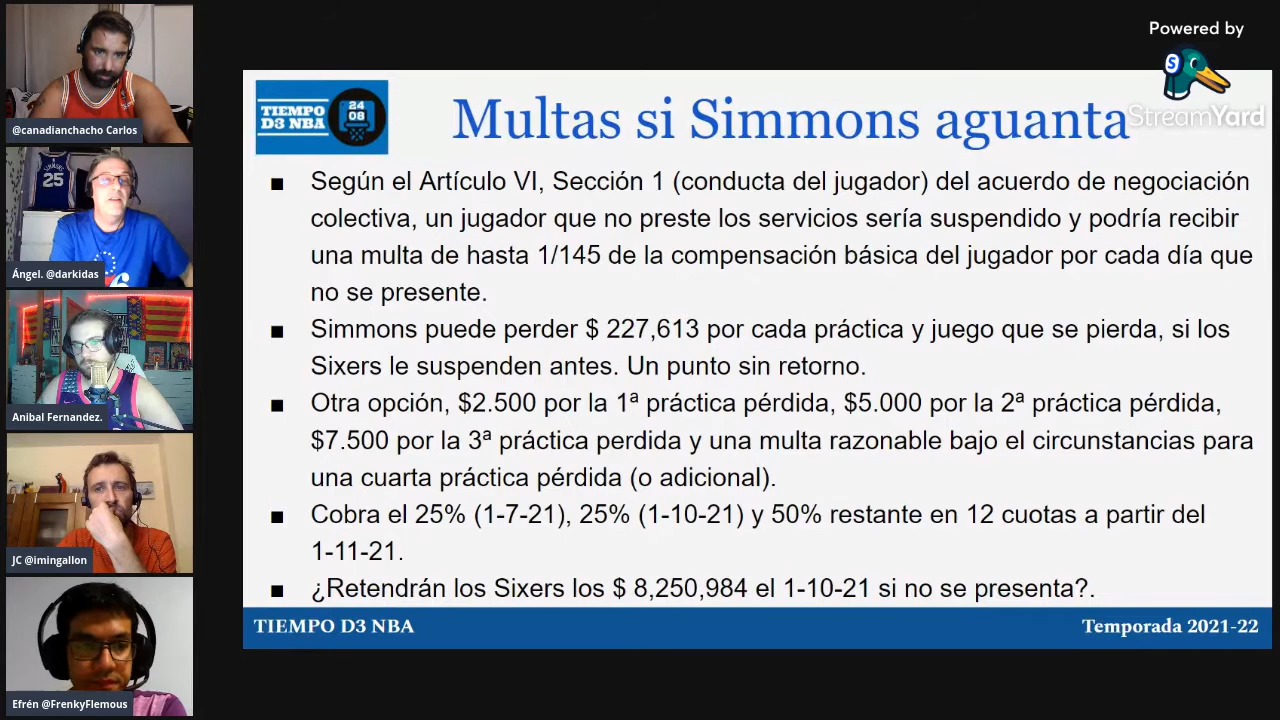 Powered by
S
StreamYard
@canadianchacho Carlos
SIMMONS
25
Ángel. @darkidas
Anibal Fernandez.
JC @imingallon
Efrén @FrenkyFlemous
TIEMPO
D3 NBA
24
08
Multas si Simmons aguanta
■ Según el Artículo VI, Sección 1 (conducta del jugador) del acuerdo de negociación
colectiva, un jugador que no preste los servicios sería suspendido y podría recibir
una multa de hasta 1/145 de la compensación básica del jugador por cada día que
no se presente.
■ Simmons puede perder $ 227,613 por cada práctica y juego que se pierda, si los
Sixers le suspenden antes. Un punto sin retorno.
■ Otra opción, $2.500 por la 1ª práctica pérdida, $5.000 por la 2ª práctica pérdida,
$7.500 por la 3ª práctica perdida y una multa razonable bajo el circunstancias para
una cuarta práctica pérdida (o adicional).
■ Cobra el 25% (1-7-21), 25% (1-10-21) y 50% restante en 12 cuotas a partir del
1-11-21.
■ ¿Retendrán los Sixers los $ 8,250,984 el 1-10-21 si no se presenta?.
TIEMPO D3 NBA
Temporada 2021-22